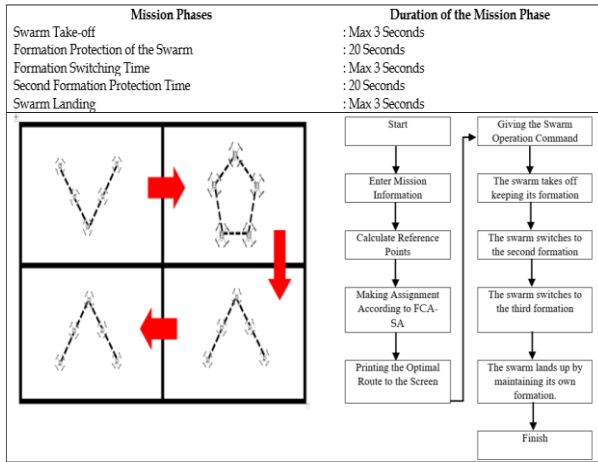 Mission Phases Duration of the Mission Phase
Swarm Take-off : Max 3 Seconds
Formation Protection of the Swarm : 20 Seconds
Formation Switching Time : Max 3 Seconds
Second Formation Protection Time : 20 Seconds
Swarm Landing : Max 3 Seconds
Start
Enter Mission
Information
Calculate Reference
Points
Making Assignment
According to FCA-
SA
Printing the Optimal
Route to the Screen
Giving the Swarm
Operation Command
The swarm takes off
keeping its formation
The swarm switches to
the second formation
The swarm switches to
the third formation
The swarm lands up by
maintaining its own
formation.
Finish